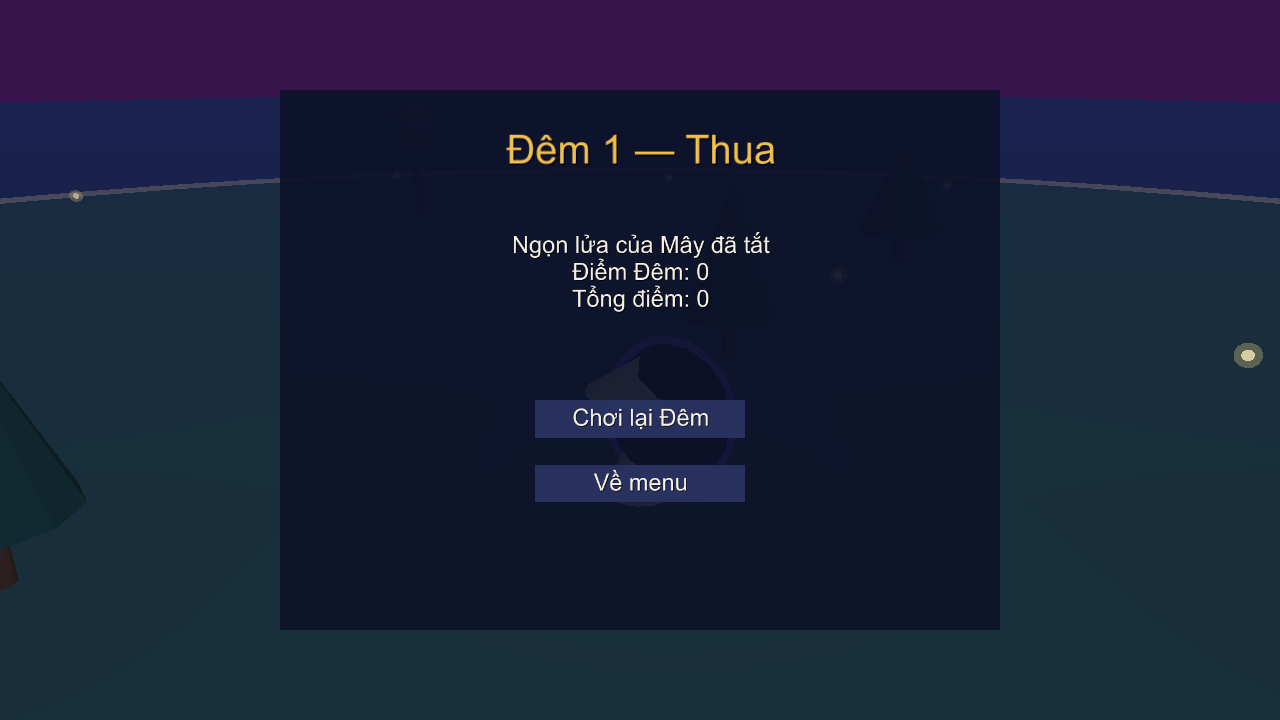 Đêm 1 — Thua
Ngọn lửa của Mây đã tắt
Điểm Đêm: 0
Tổng điểm: 0
Chơi lại Đêm
Về menu